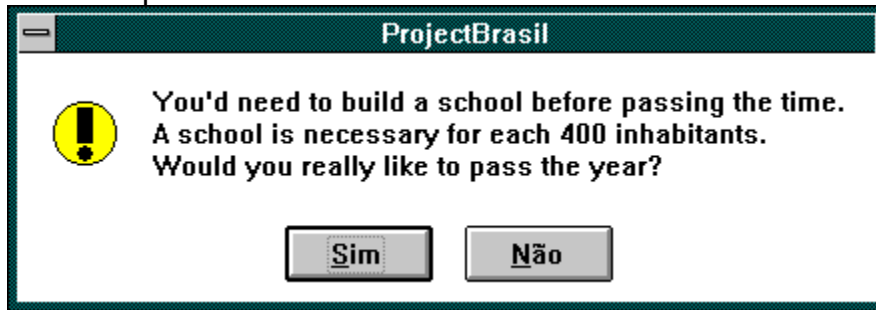 ProjectBrasil
You'd need to build a school before passing the time.
A school is necessary for each 400 inhabitants.
Would you really like to pass the year?
Sim Não